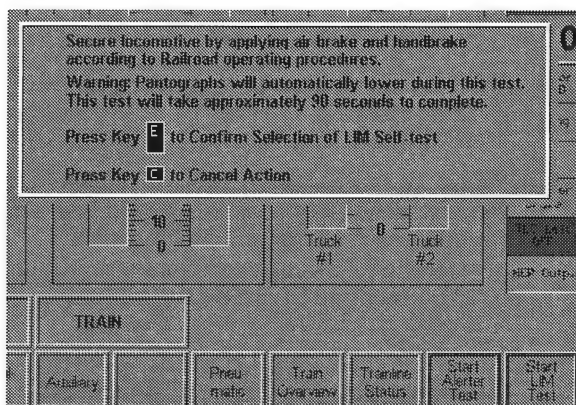 Secure locomotive by applying air brake and handbrake
according to Railroad operating procedures.
Warning: Pantographs will automatically lower during this test.
This test will take approximately 90 seconds to complete.
Press Key E to Confirm Selection of LIM Self-test
Press Key C to Cancel Action
0
10
0
0
Truck
#1
Truck
#2
OFF
HEP Outp
TRAIN
Auxiliary
Pneu-
matic
Train
Overview
Trainline
Status
Start
Alerter
Test
Start
LIM
Test